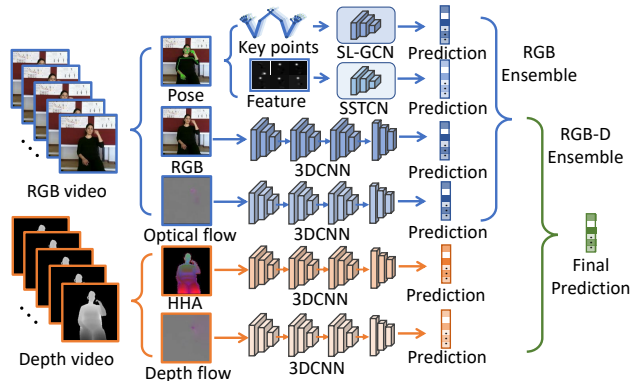 Key points
SL-GCN
Prediction
Pose
Feature
SSTCN
Prediction
RGB
Ensemble
RGB video
RGB
3DCNN
Prediction
RGB-D
Ensemble
Optical flow
3DCNN
Prediction
HHA
3DCNN
Prediction
Final
Prediction
Depth video
Depth flow
3DCNN
Prediction